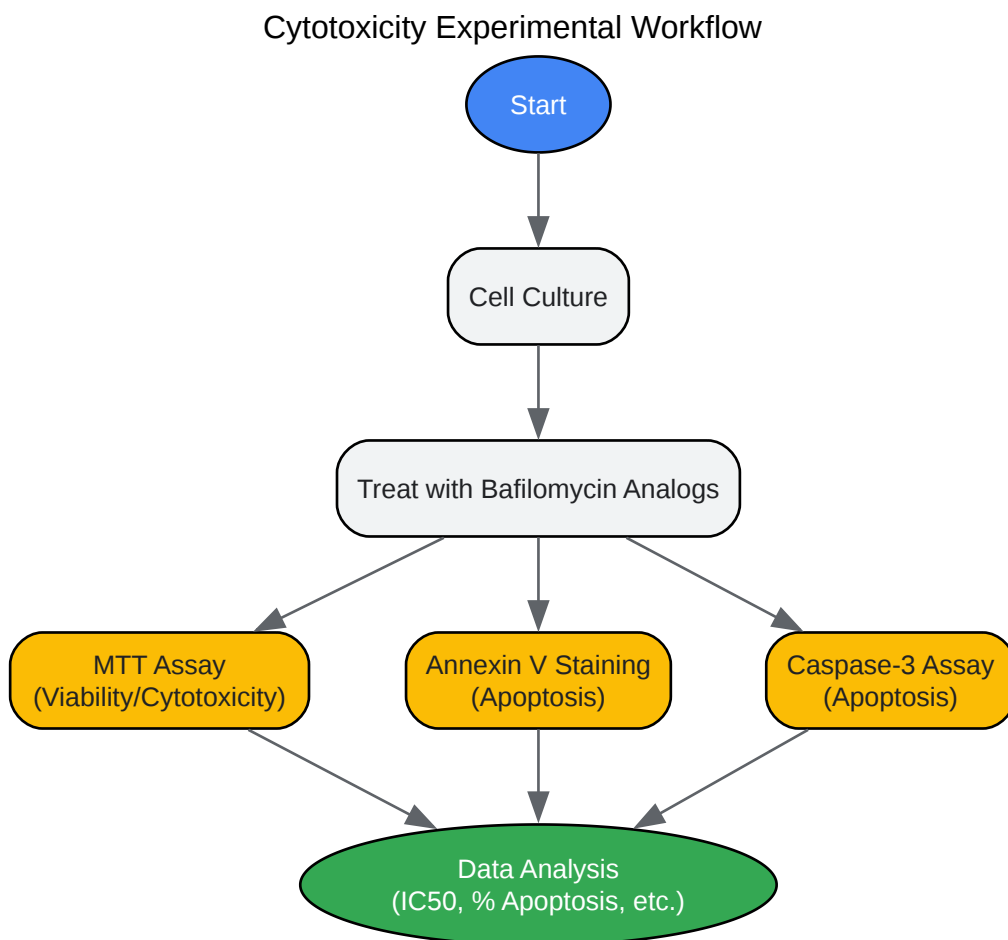 Cytotoxicity Experimental Workflow
Start
Cell Culture
Treat with Bafilomycin Analogs
MTT Assay
(Viability/Cytotoxicity)
Annexin V Staining
(Apoptosis)
Caspase-3 Assay
(Apoptosis)
Data Analysis
(IC50, % Apoptosis, etc.)